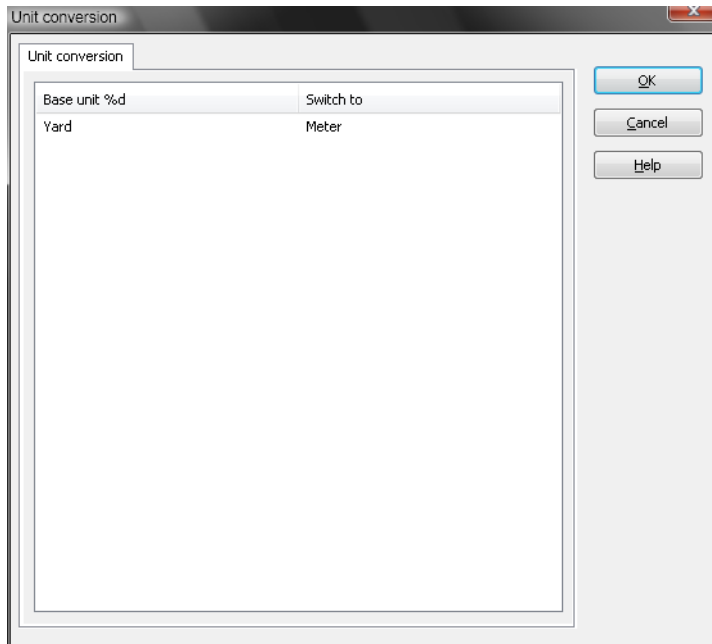 Unit conversion
Unit conversion
OK
Base unit %d Switch to
Cancel
Yard Meter
Help